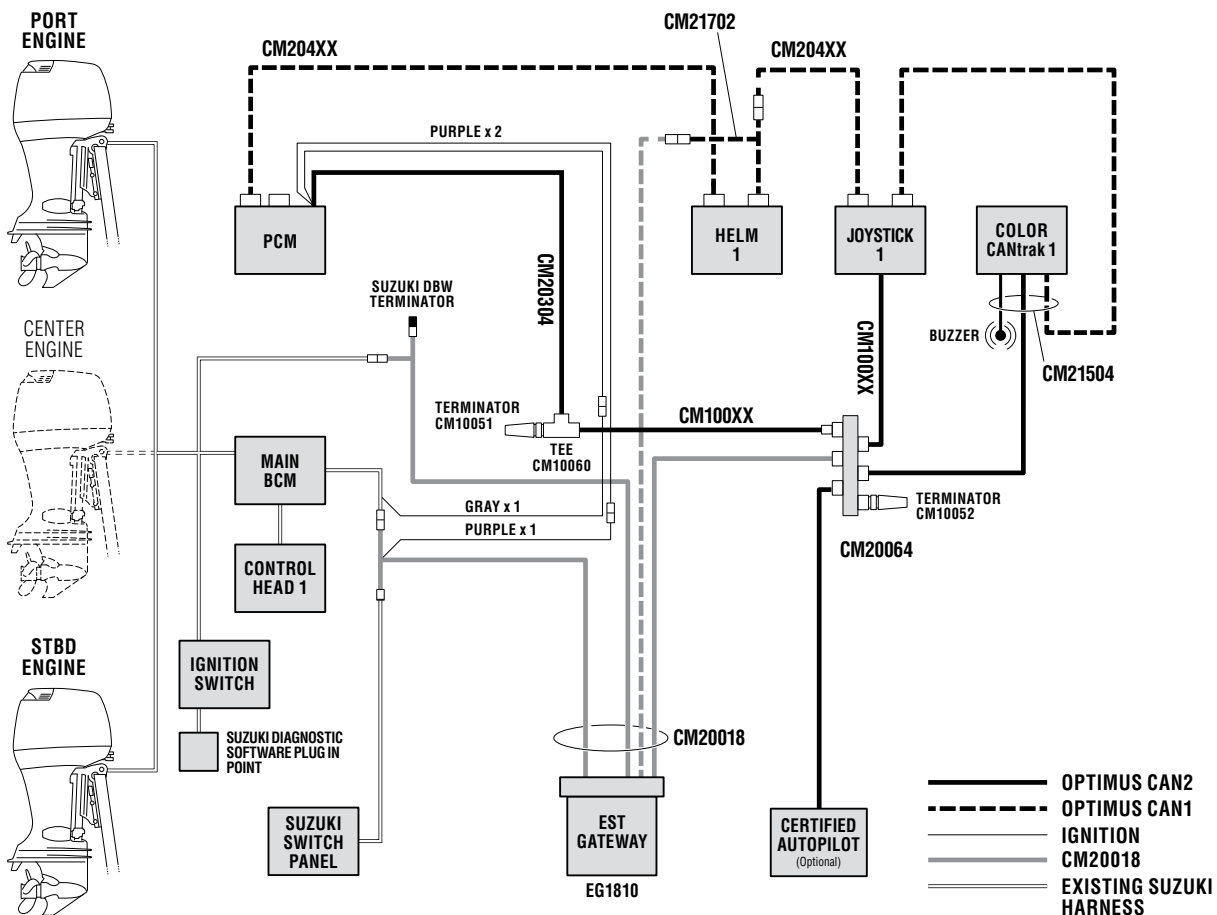 PORT
ENGINE
CM21702
CM204XX
CM204XX
PURPLE x 2
PCM
HELM
1
JOYSTICK
1
COLOR
CANtrak 1
CM20304
SUZUKI DBW
TERMINATOR
BUZZER
CM100XX
CM21504
CENTER
ENGINE
TERMINATOR
CM10051
CM100XX
TEE
CM10060
MAIN
BCM
GRAY x 1
PURPLE x 1
TERMINATOR
CM10052
CM20064
CONTROL
HEAD 1
STBD
ENGINE
IGNITION
SWITCH
SUZUKI DIAGNOSTIC
SOFTWARE PLUG IN
POINT
CM20018
SUZUKI
SWITCH
PANEL
EST
GATEWAY
EG1810
CERTIFIED
AUTOPILOT
(Optional)
OPTIMUS CAN2
OPTIMUS CAN1
IGNITION
CM20018
EXISTING SUZUKI
HARNESS